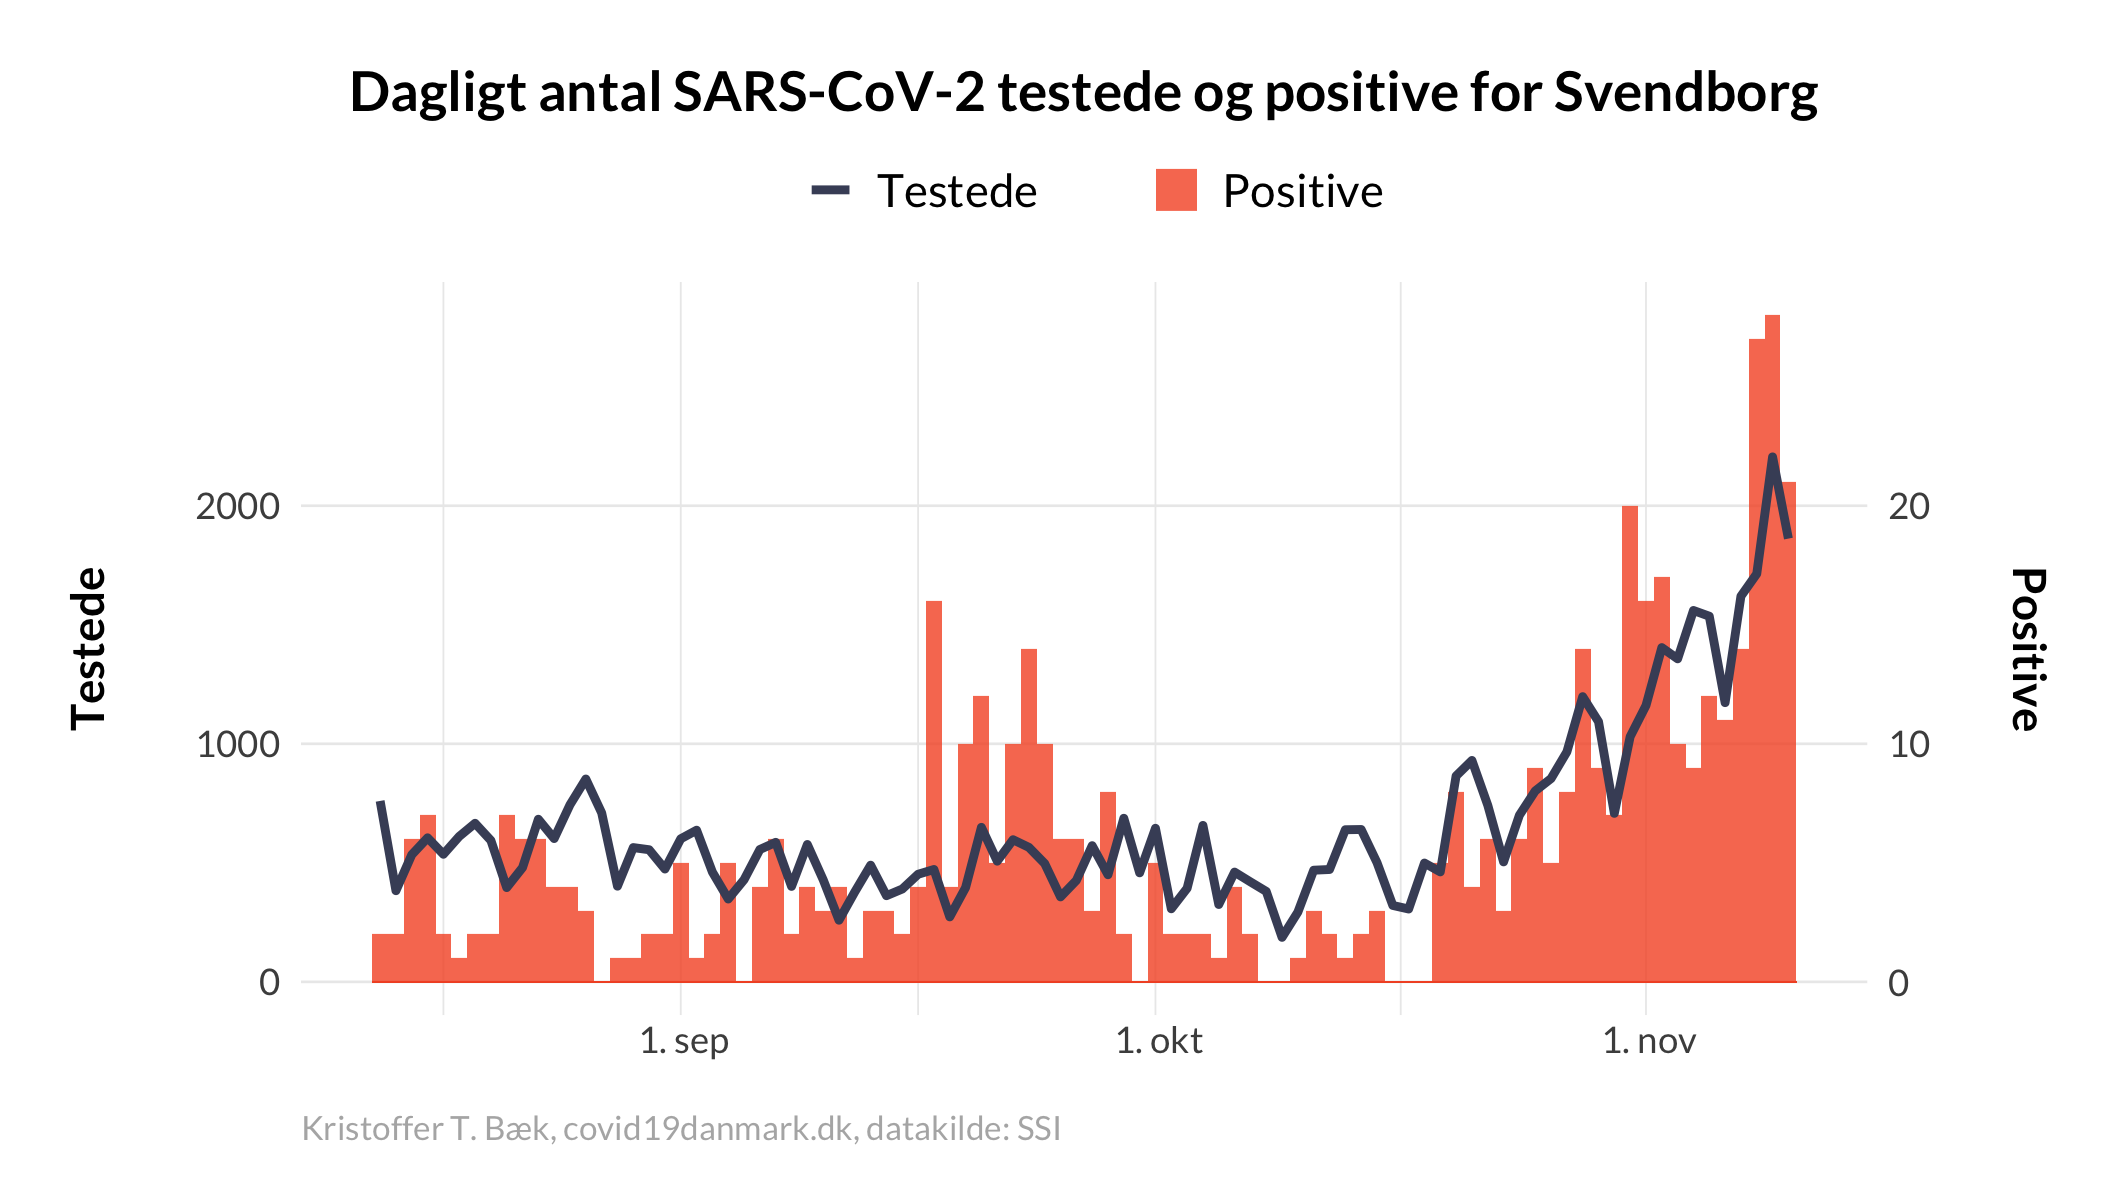 Dagligt antal SARS-CoV-2 testede og positive for Svendborg
Testede
Positive
2000
1000
0
Testede
20
10
0
Positive
1. sep
1. okt
1. nov
Kristoffer T. Bæk, covid19danmark.dk, datakilde: SSI